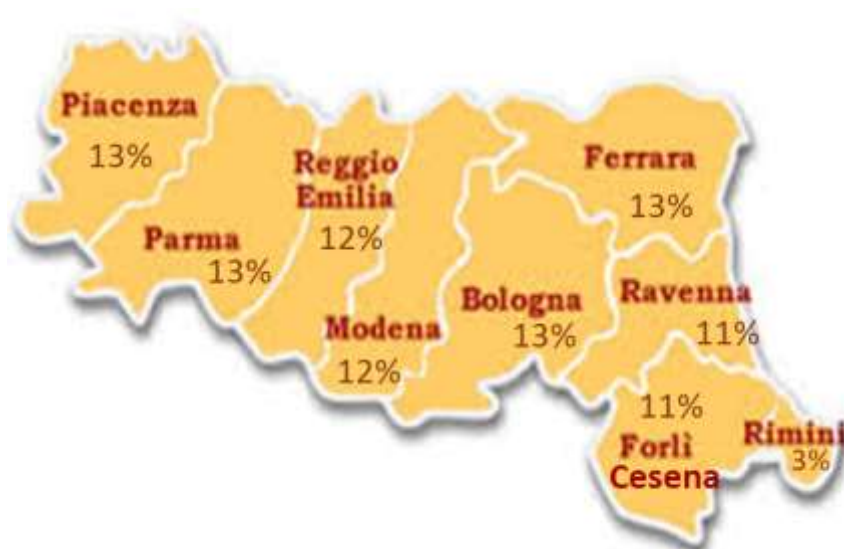 Piacenza
13%
Parma
13%
Reggio
Emilia
12%
Modena
12%
Bologna
13%
Ferrara
13%
Ravenna
11%
11%
Forlì
Cesena
Rimini
3%